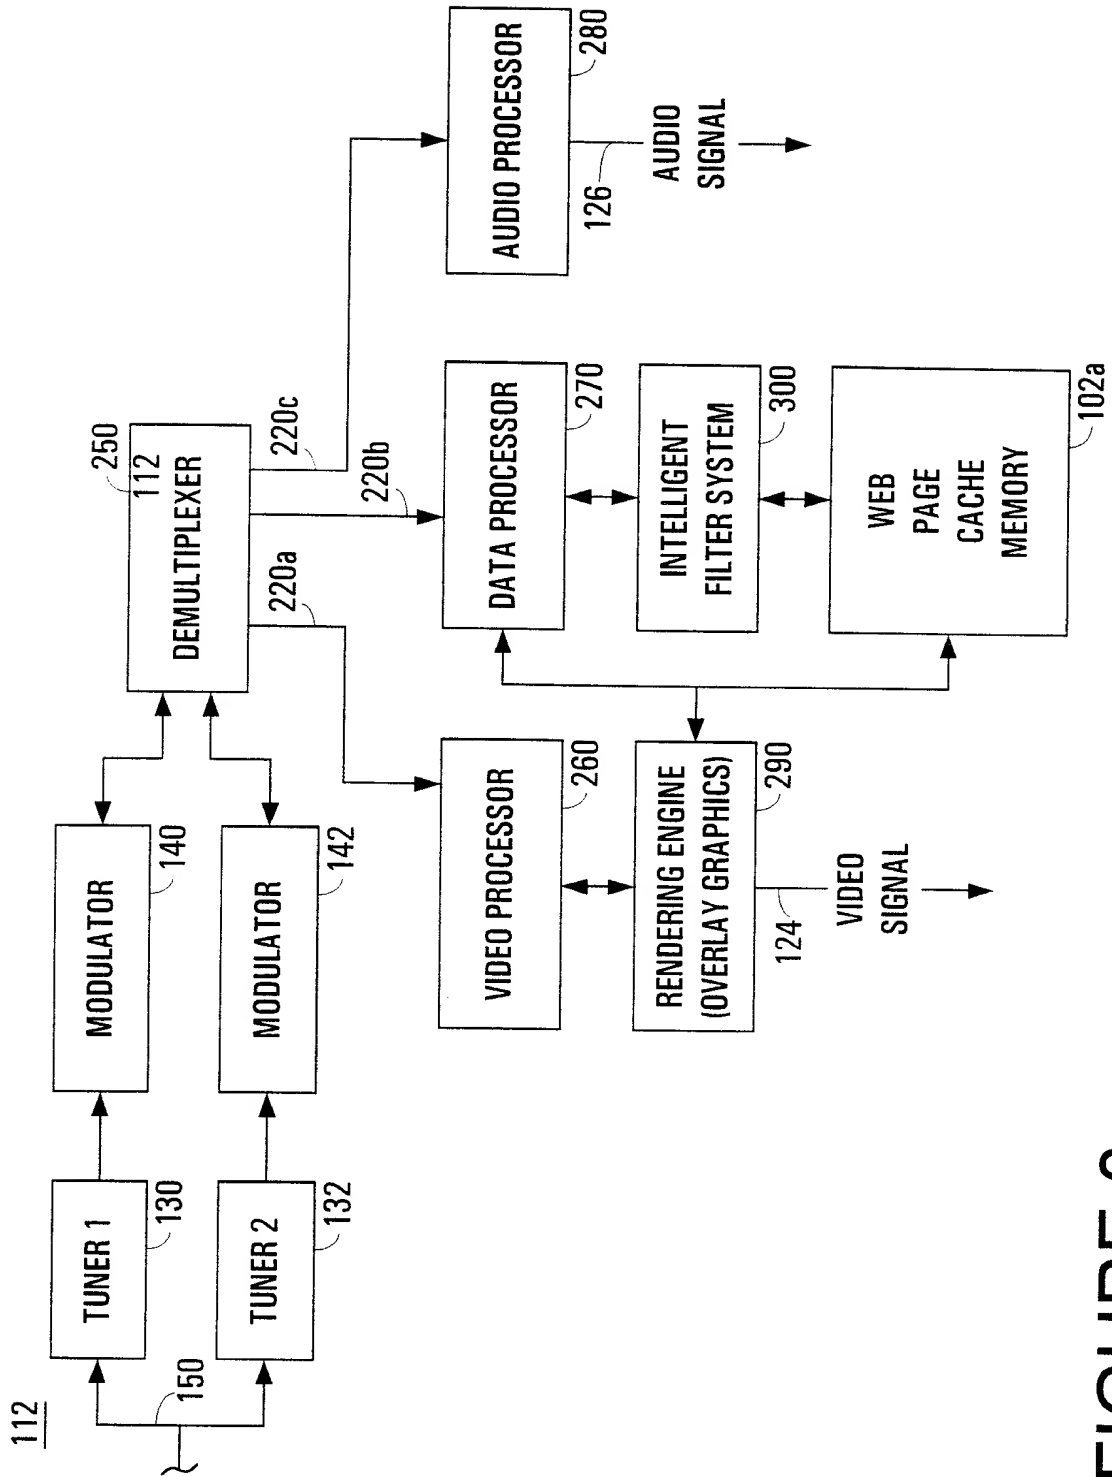 112
150
TUNER 1
130
TUNER 2
132
MODULATOR
140
MODULATOR
142
250
112
DEMULTIPLEXER
220a
220b
220c
VIDEO PROCESSOR
260
RENDERING ENGINE
(OVERLAY GRAPHICS)
290
124
VIDEO
SIGNAL
DATA PROCESSOR
270
INTELLIGENT
FILTER SYSTEM
300
WEB
PAGE
CACHE
MEMORY
102a
AUDIO PROCESSOR
280
126
AUDIO
SIGNAL
FIGURE